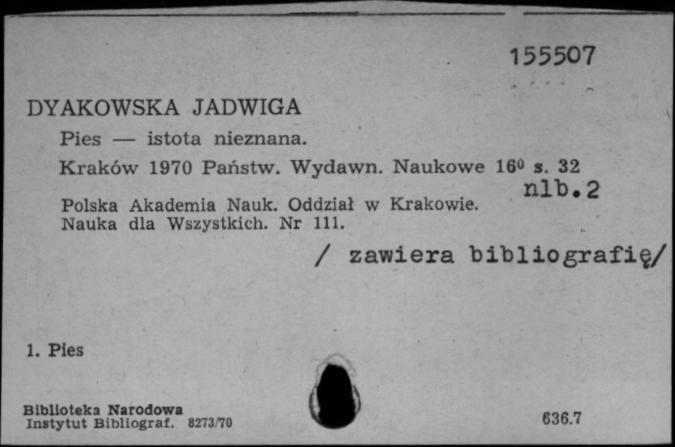 155507
DYAKOWSKA JADWIGA
Pies — istota nieznana.
Kraków 1970 Państw. Wydawn. Naukowe 16⁰ s. 32
nlb.2
Polska Akademia Nauk. Oddział w Krakowie.
Nauka dla Wszystkich. Nr 111.
/ zawiera bibliografię/
1. Pies
Biblioteka Narodowa
Instytut Bibliograf. 8273/70
636.7